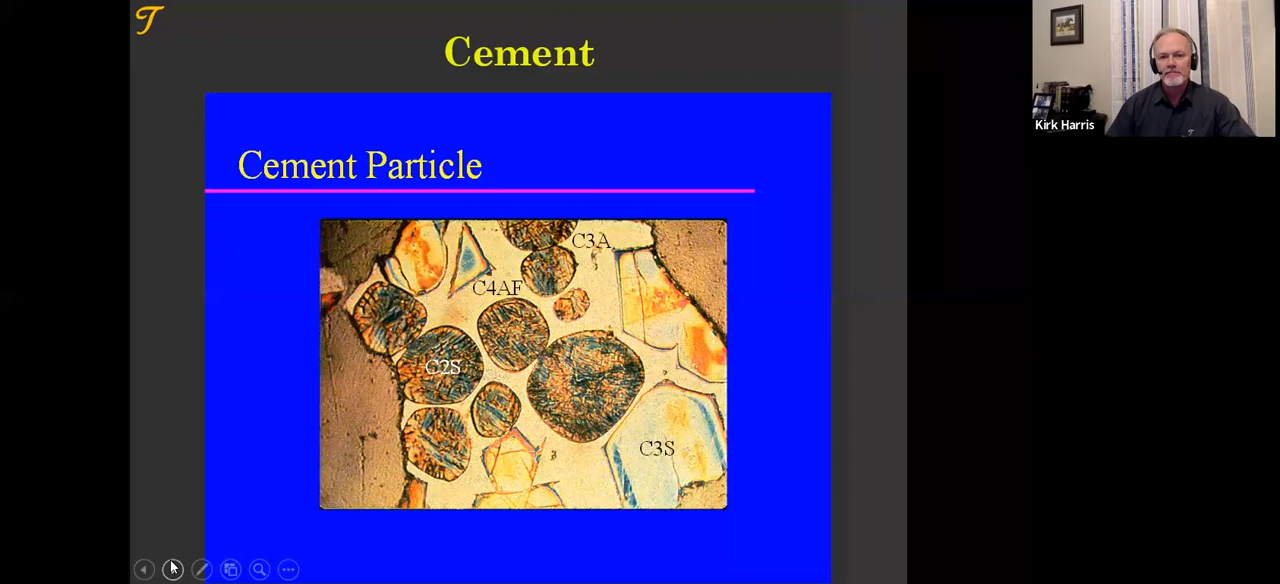 T
Cement
Kirk Harris
Cement Particle
C3A
C4AF
C2S
C3S